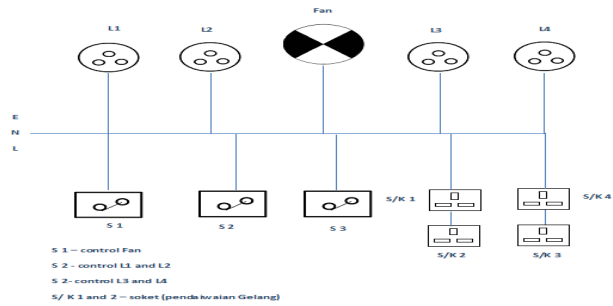 Fan
L1 L2 L3 L4
E
N
L
S/K 1 S/K 4
S 1 S 2 S 3
S/K 2 S/K 3
S 1 – control Fan
S 2 - control L1 and L2
S 2- control L3 and L4
S/ K 1 and 2 – soket (pendaiwaian Gelang)